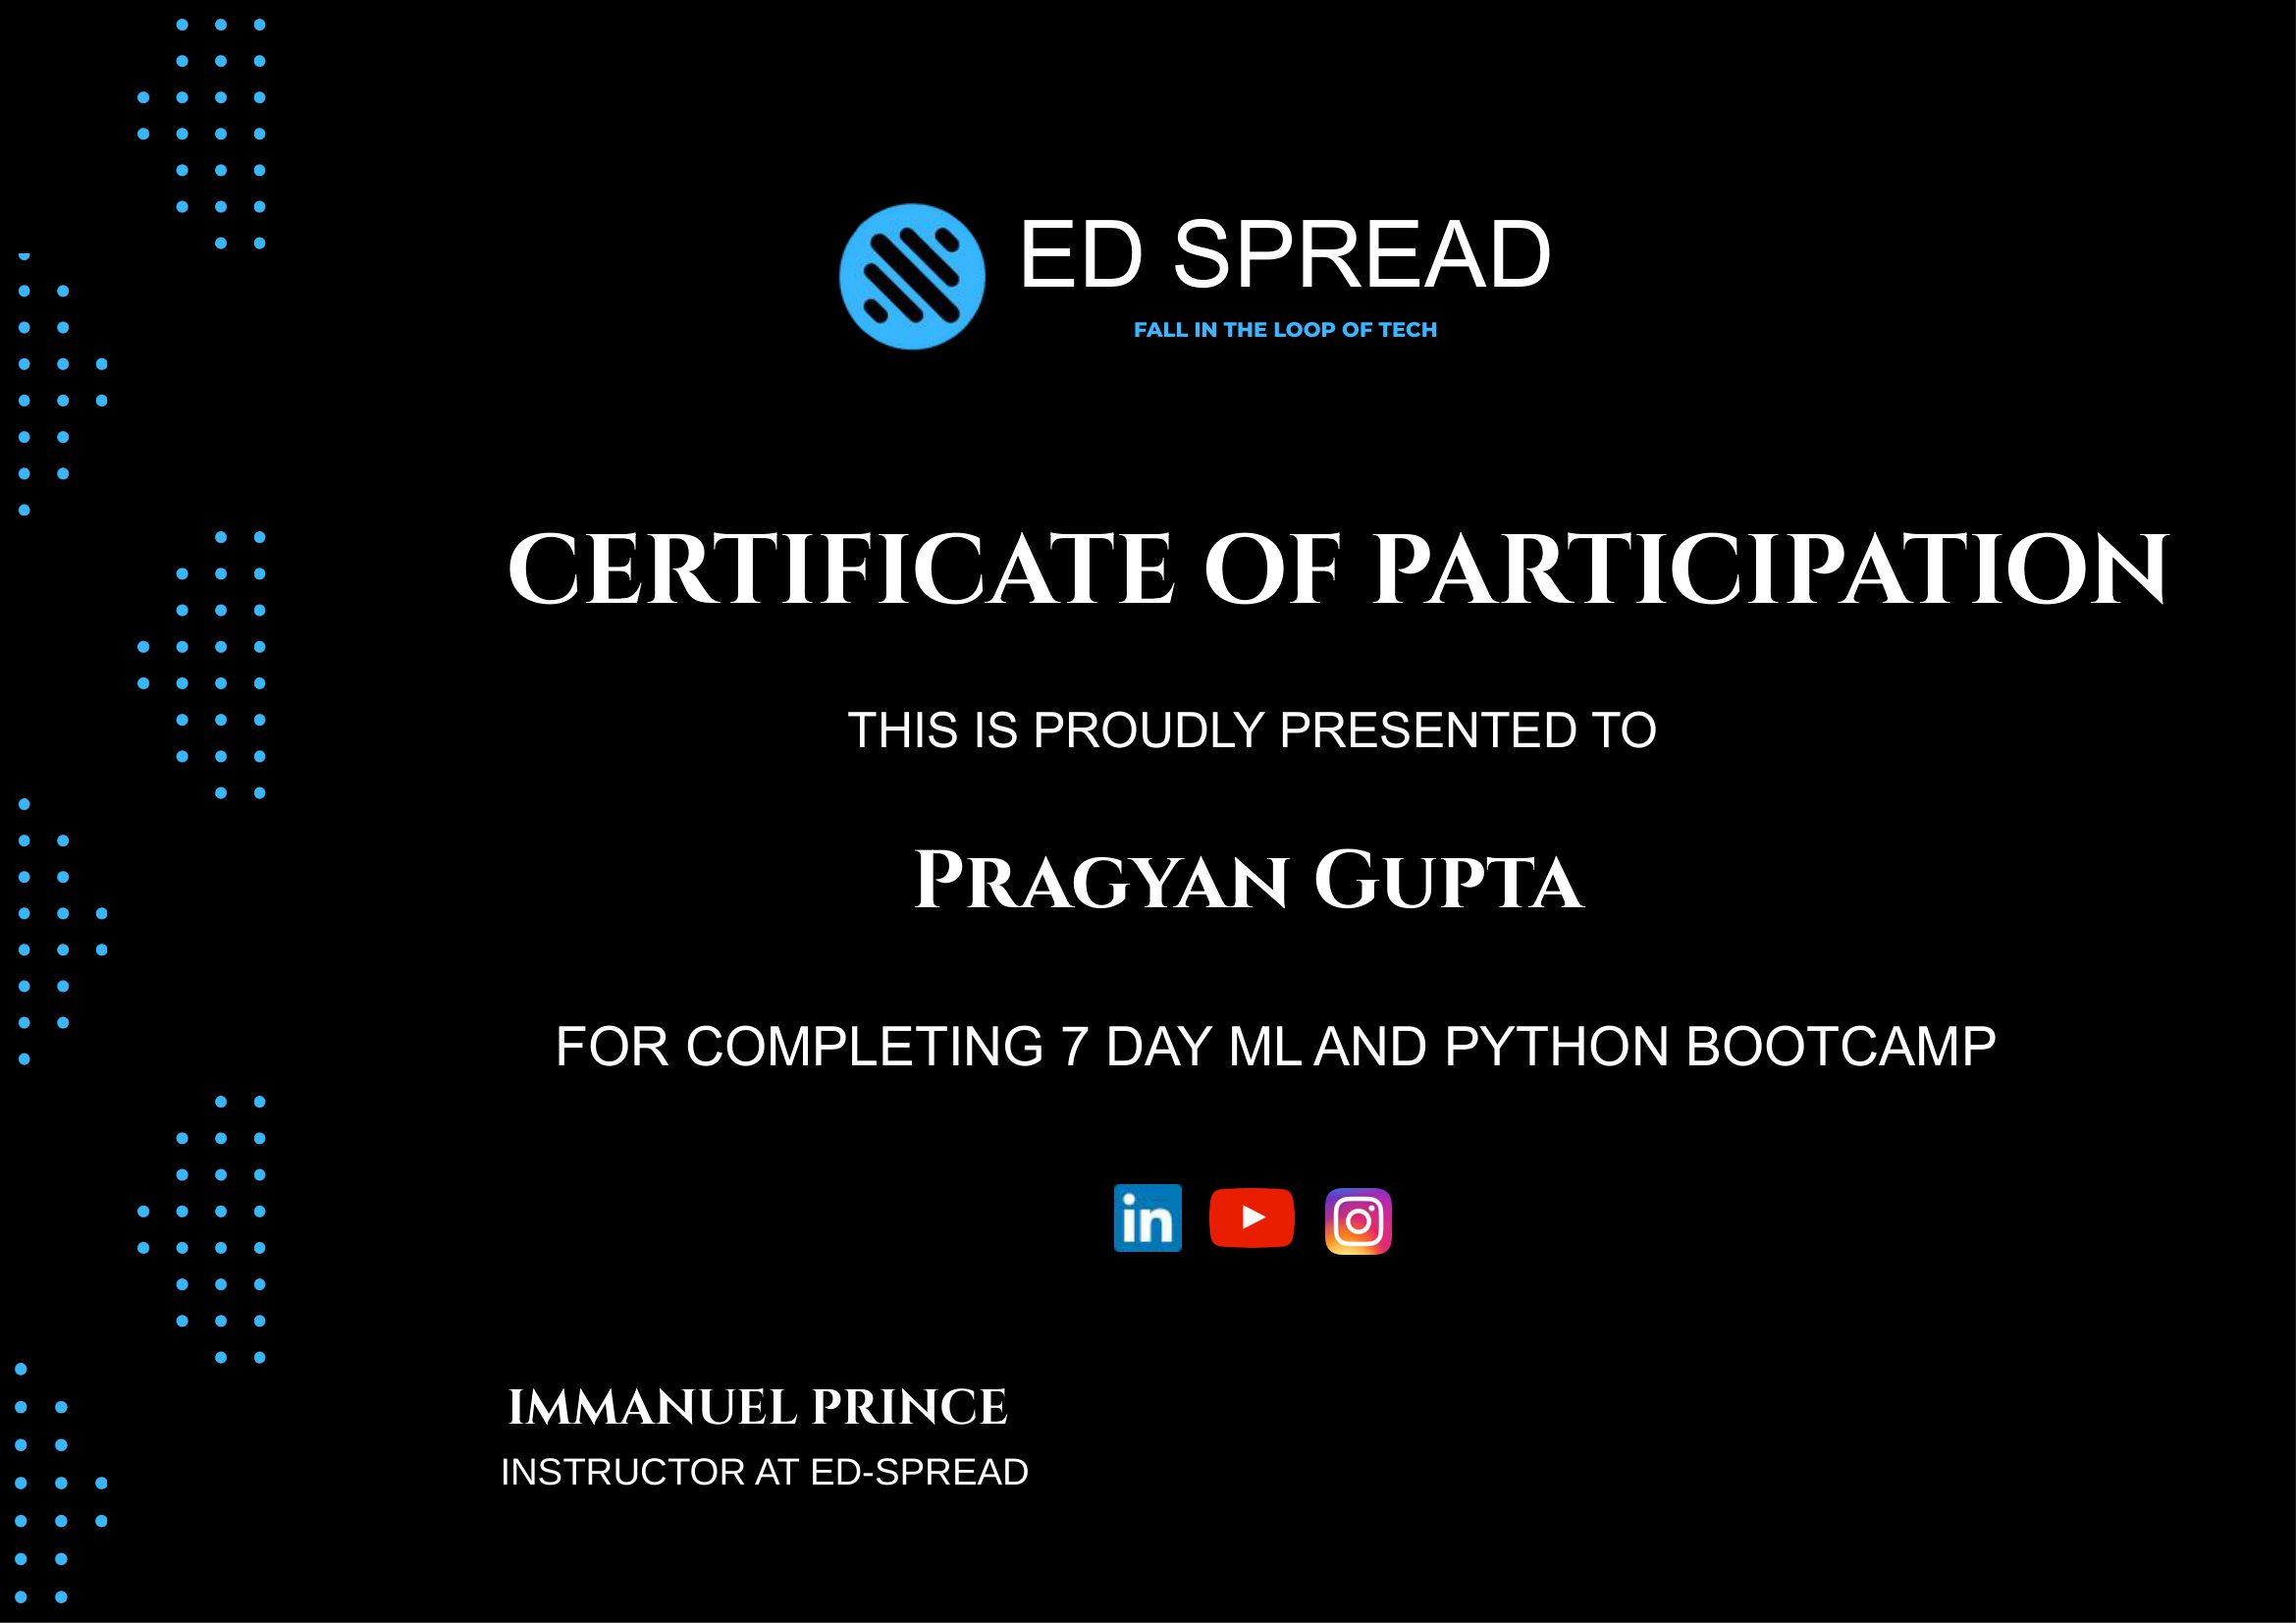 ED SPREAD
FALL IN THE LOOP OF TECH
CERTIFICATE OF PARTICIPATION
THIS IS PROUDLY PRESENTED TO
PRAGYAN GUPTA
FOR COMPLETING 7 DAY ML AND PYTHON BOOTCAMP
in
IMMANUEL PRINCE
INSTRUCTOR AT ED-SPREAD